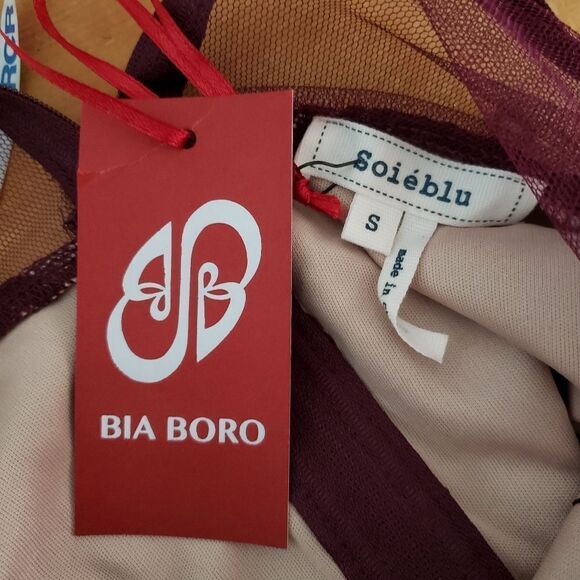 BIA BORO
Soiéblu
S
made in